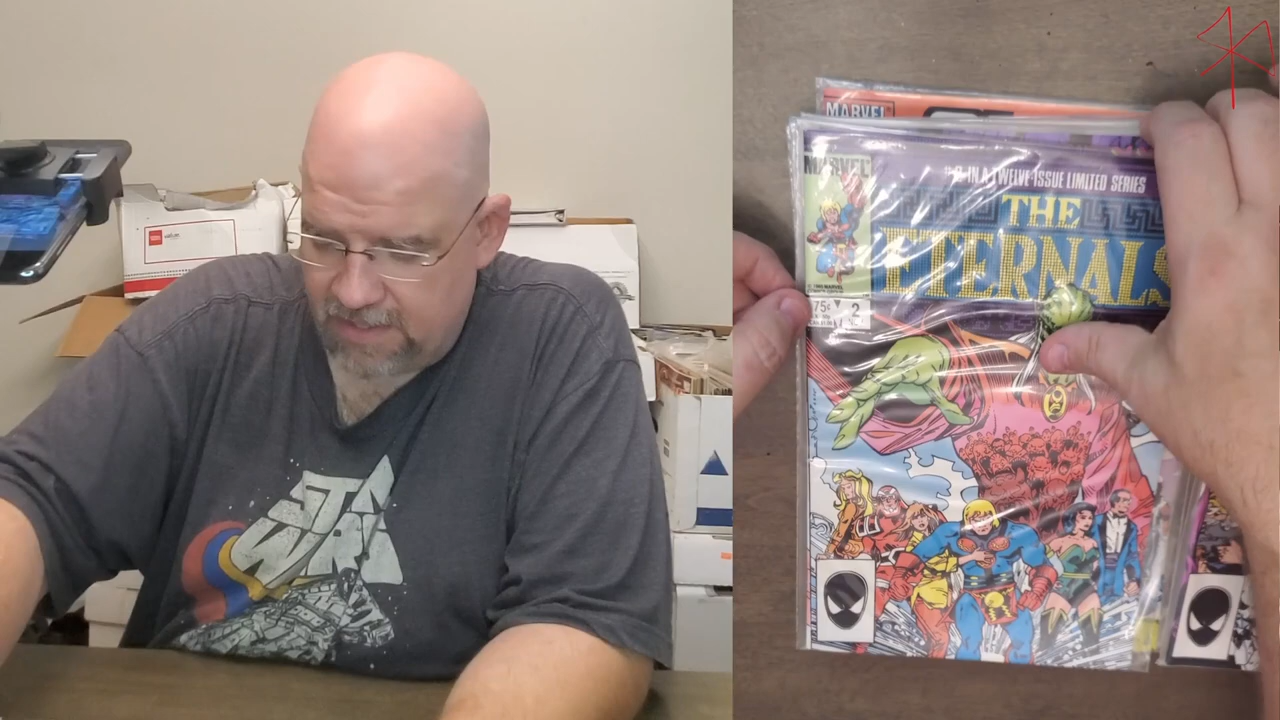 STAR
WARS
MARVEL
MARVEL
#2 IN A TWELVE-ISSUE LIMITED SERIES
THE
ETERNALS
75¢
2